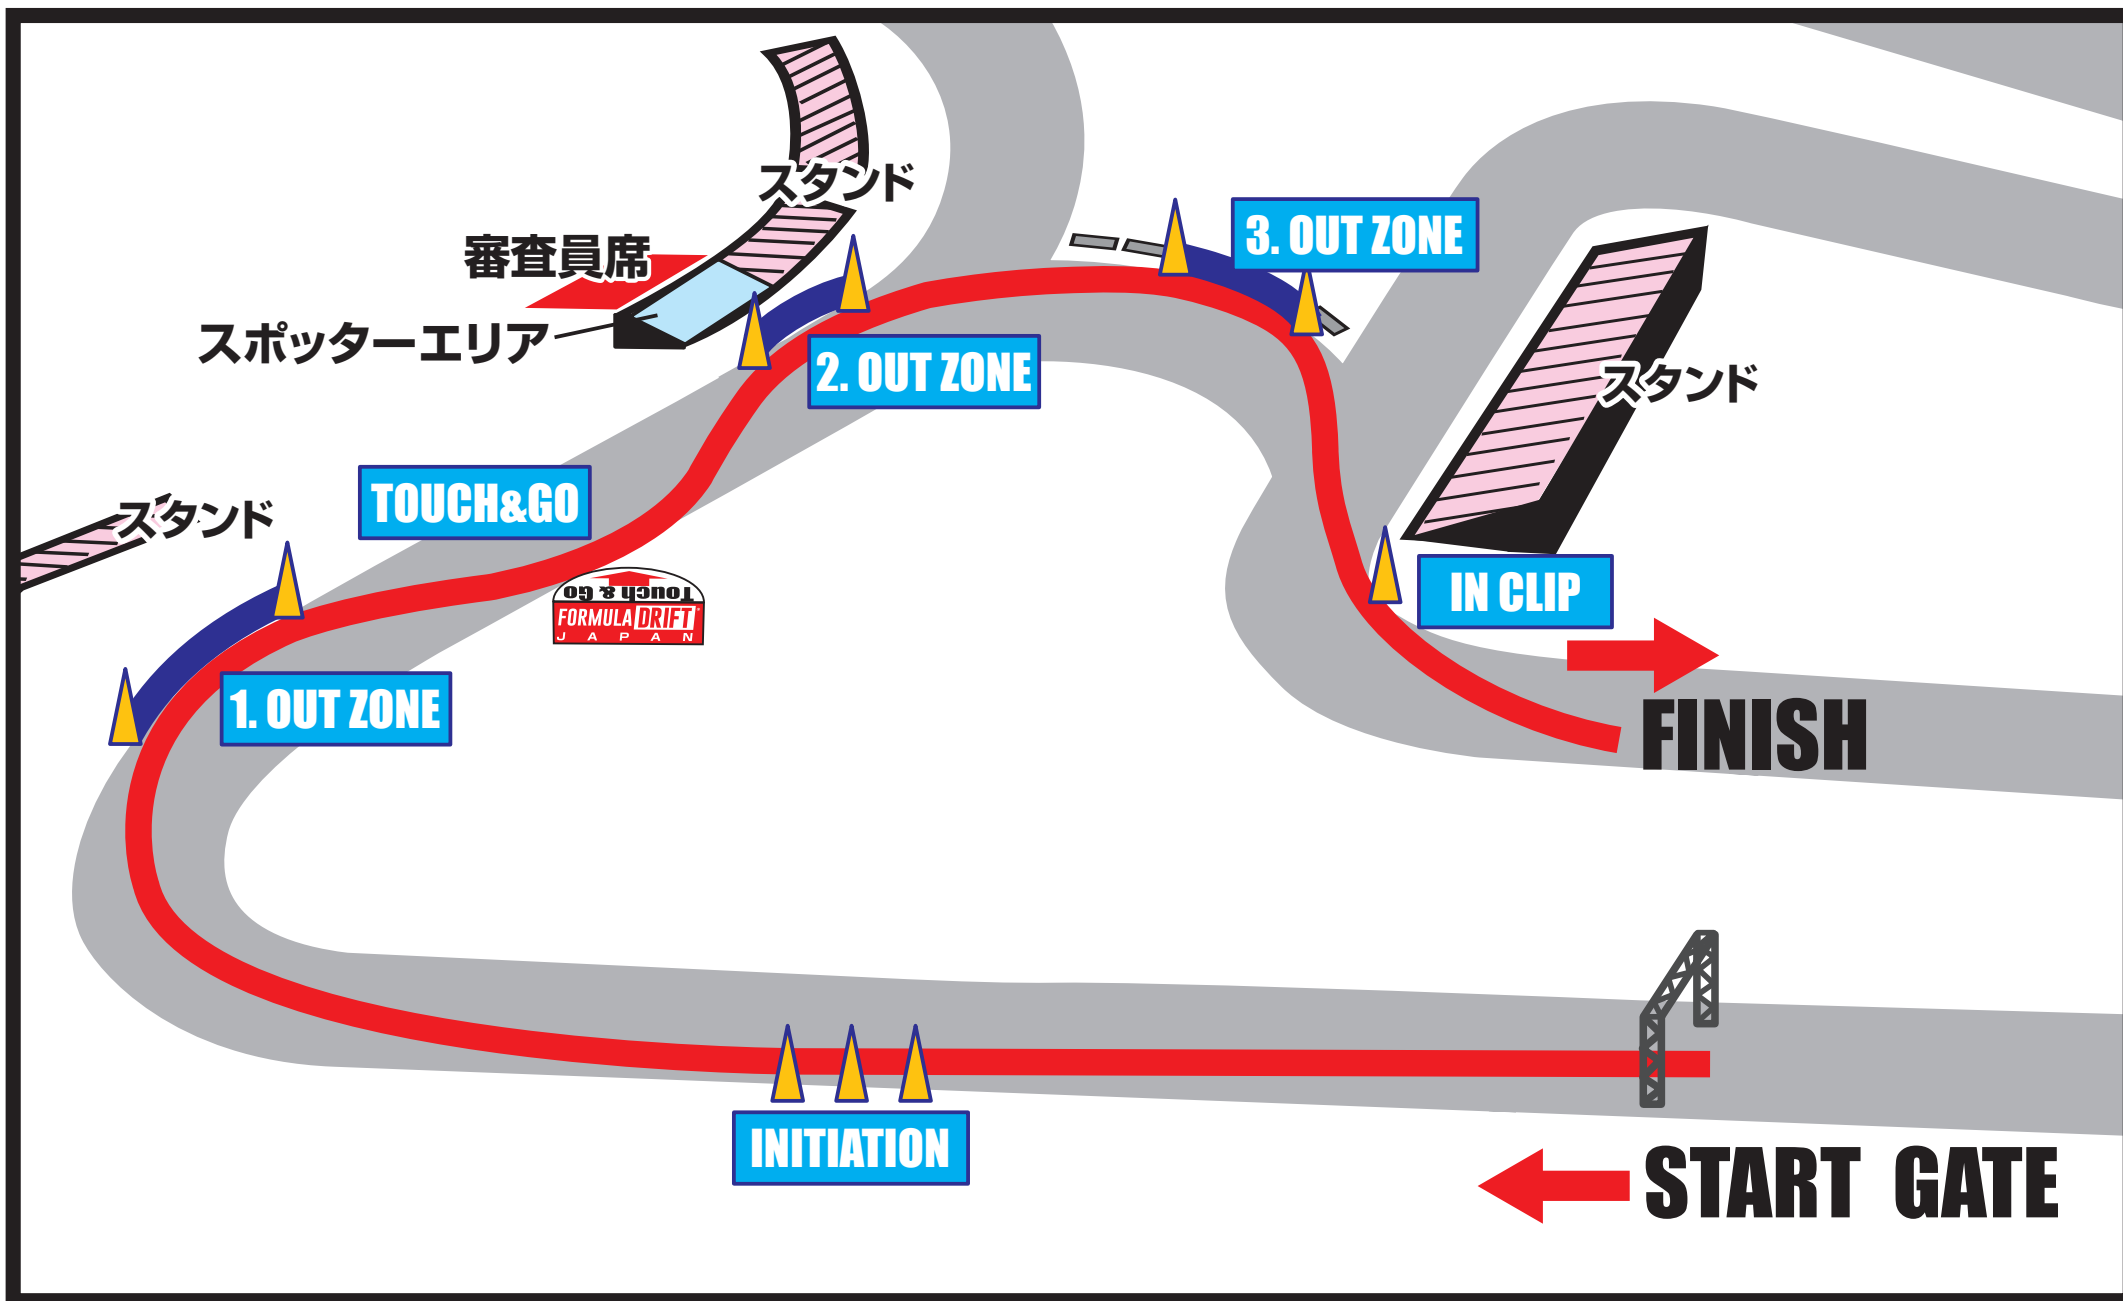 スタンド
審査員席
スポッターエリア
3. OUT ZONE
2. OUT ZONE
スタンド
TOUCH&GO
スタンド
Touch & Go
FORMULA DRIFT
JAPAN
IN CLIP
1. OUT ZONE
FINISH
INITIATION
START GATE